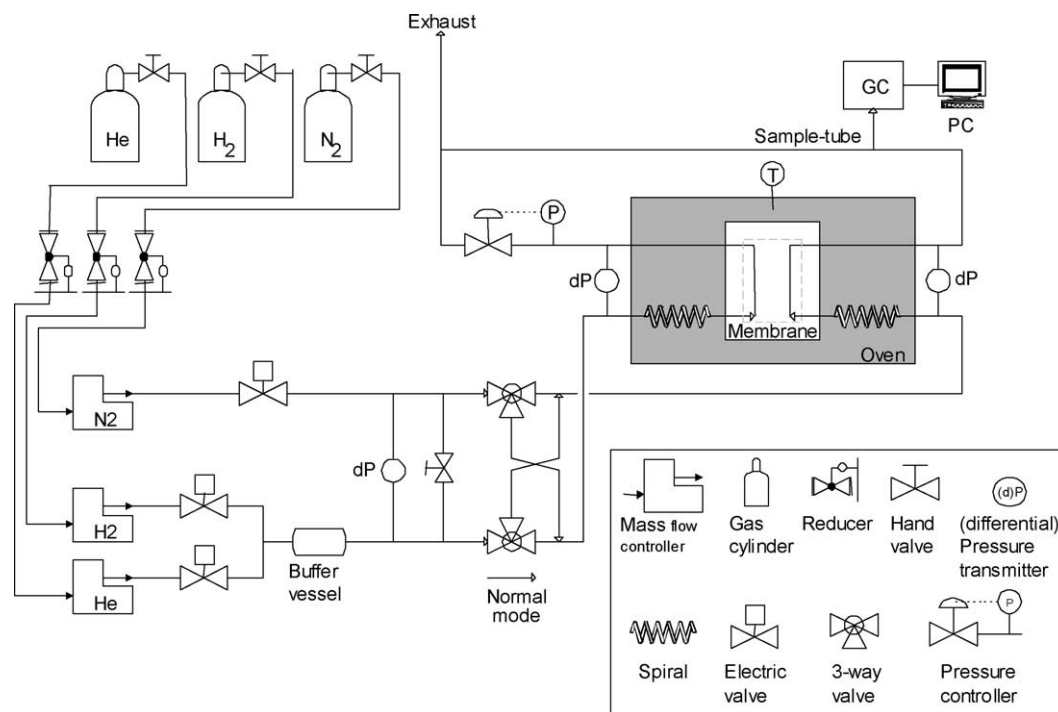 Exhaust
He
H2
N2
GC
PC
Sample-tube
T
P
dP
dP
Membrane
Oven
N2
dP
H2
He
Buffer
vessel
Normal
mode
Mass flow
controller
Gas
cylinder
Reducer
Hand
valve
(d)P
(differential)
Pressure
transmitter
Spiral
Electric
valve
3-way
valve
P
Pressure
controller